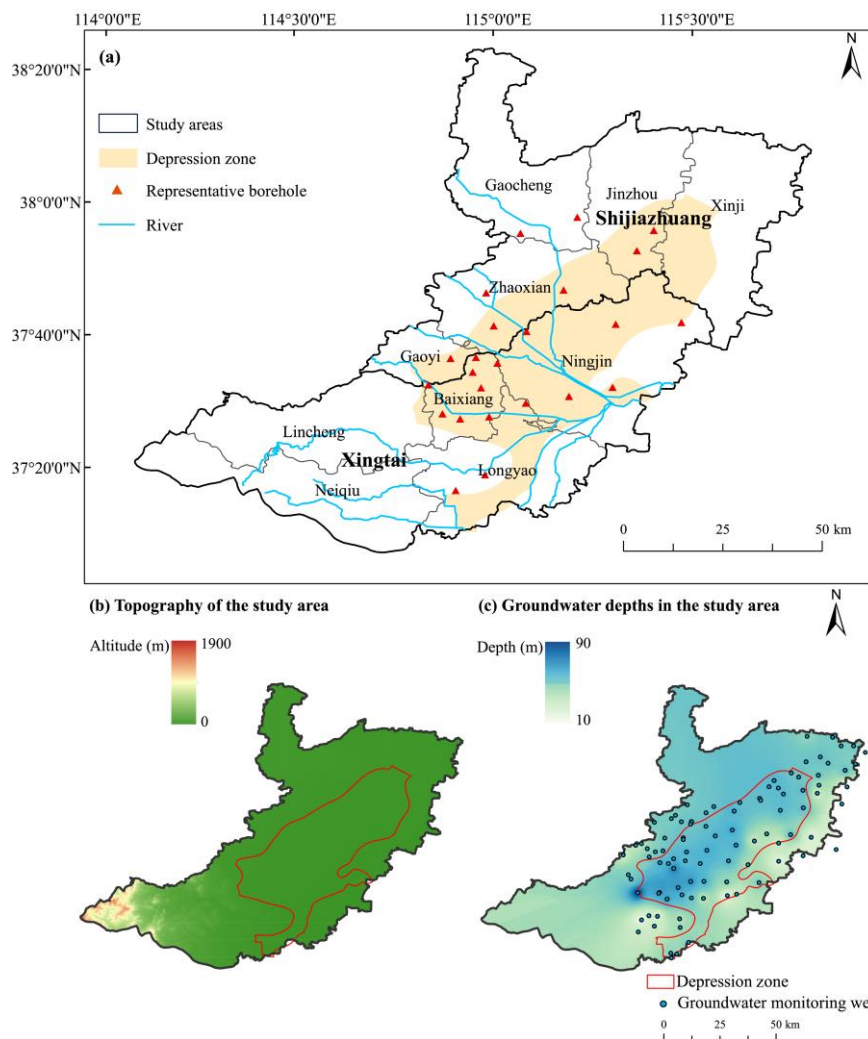 114°0'0"E 114°30'0"E 115°0'0"E 115°30'0"E
N
(a)
38°20'0"N
Study areas
Depression zone
Representative borehole
River
38°0'0"N
Gaocheng
Jinzhou
Xinji
Shijiazhuang
Zhaoxian
37°40'0"N
Gaoyi
Ningjin
Baixiang
Lincheng
37°20'0"N
Xingtai
Longyao
Neiqiu
0 25 50 km
(b) Topography of the study area
Altitude (m)
1900
0
(c) Groundwater depths in the study area
N
Depth (m)
90
10
Depression zone
Groundwater monitoring we
0 25 50 km